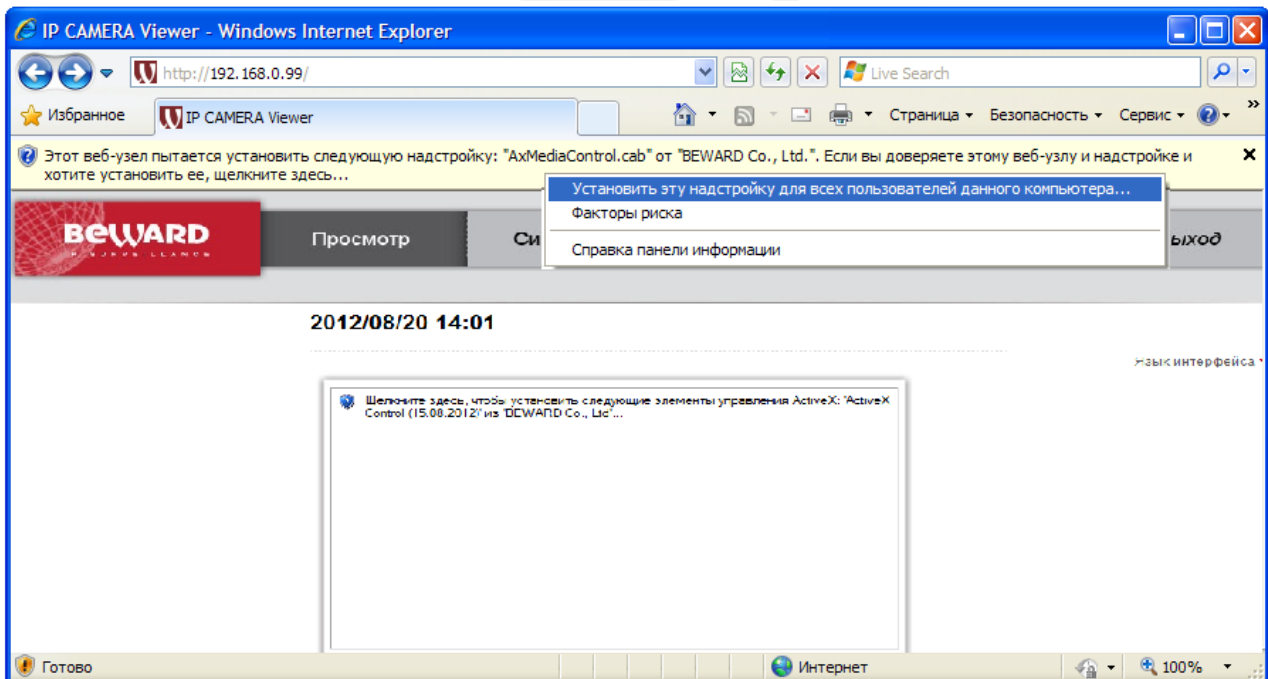 IP CAMERA Viewer - Windows Internet Explorer
http://192.168.0.99/
Live Search
Избранное
IP CAMERA Viewer
Страница
Безопасность
Сервис
Этот веб-узел пытается установить следующую надстройку: "AxMediaControl.cab" от "BEWARD Co., Ltd.". Если вы доверяете этому веб-узлу и надстройке и
хотите установить ее, щелкните здесь...
Установить эту надстройку для всех пользователей данного компьютера...
Факторы риска
Справка панели информации
BEWARD
Просмотр
Си
ыход
2012/08/20 14:01
Язык интерфейса
Щелкните здесь, чтобы установить следующие элементы управления ActiveX: 'ActiveX
Control (15.08.2012)' из 'BEWARD Co., Ltd'...
Готово
Интернет
100%